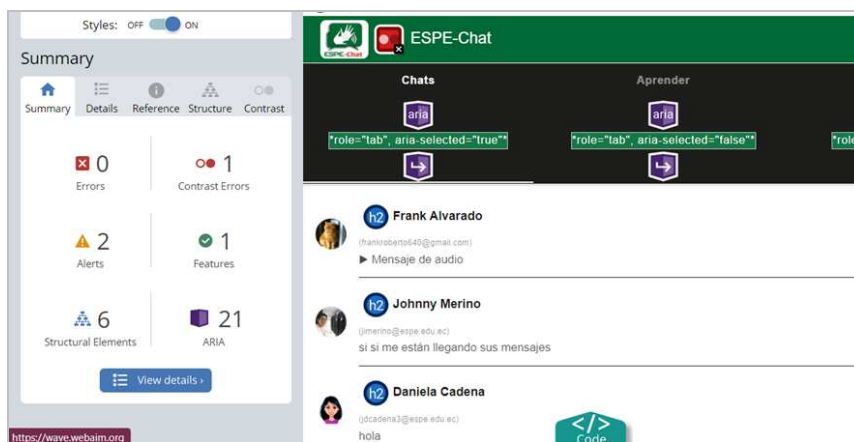 Styles: OFF ON
Summary
Summary Details Reference Structure Contrast
0
Errors
1
Contrast Errors
2
Alerts
1
Features
6
Structural Elements
21
ARIA
View details ›
https://wave.webaim.org
ESPE-Chat
ESPE-Chat
Chats
Aprender
aria
aria
*role="tab", aria-selected="true"*
*role="tab", aria-selected="false"*
*role
h2 Frank Alvarado
(frankroberto640@gmail.com)
▶ Mensaje de audio
h2 Johnny Merino
(jimerino@espe.edu.ec)
si si me están llegando sus mensajes
h2 Daniela Cadena
(jdcadena3@espe.edu.ec)
hola
</>
Code